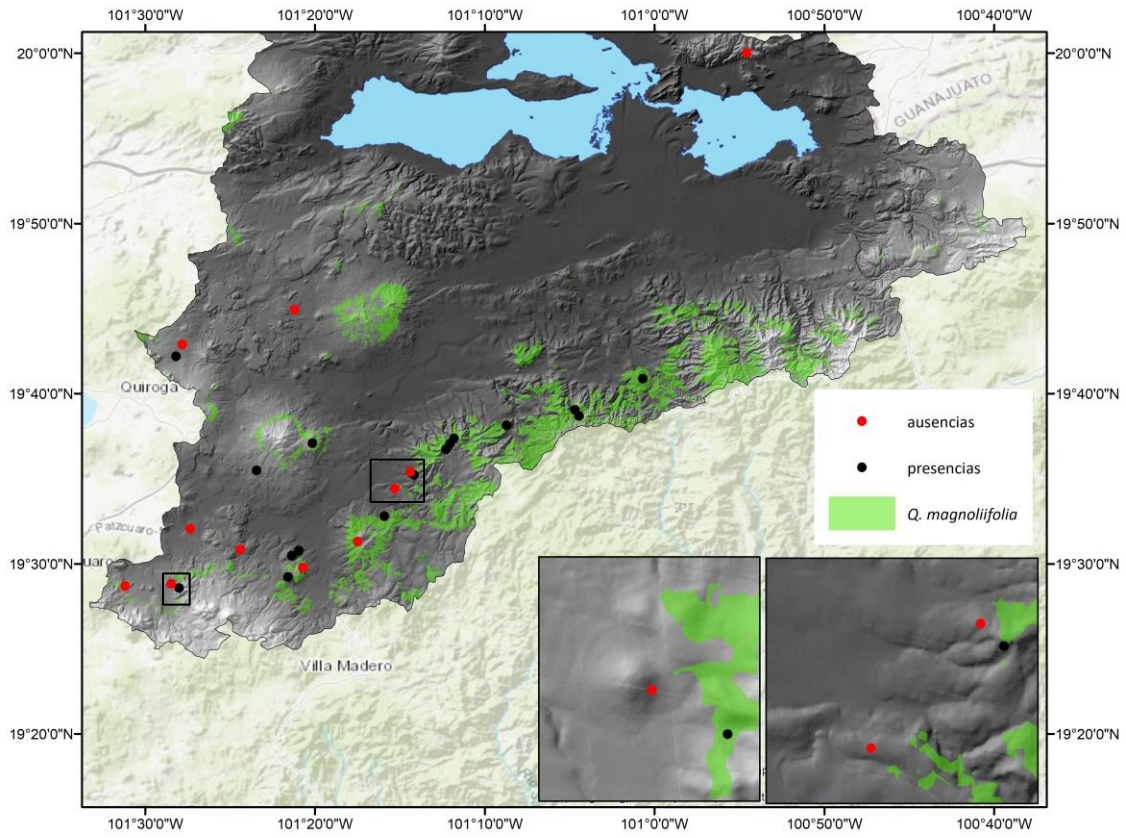 101°30'0"W 101°20'0"W 101°10'0"W 101°0'0"W 100°50'0"W 100°40'0"W
20°0'0"N 20°0'0"N
GUANAJUATO
19°50'0"N 19°50'0"N
19°40'0"N 19°40'0"N
Quiroga
ausencias
presencias
Q. magnoliifolia
Patzcuaro-
uaro
19°30'0"N 19°30'0"N
Villa Madero
19°20'0"N 19°20'0"N
101°30'0"W 101°20'0"W 101°10'0"W 101°0'0"W 100°50'0"W 100°40'0"W